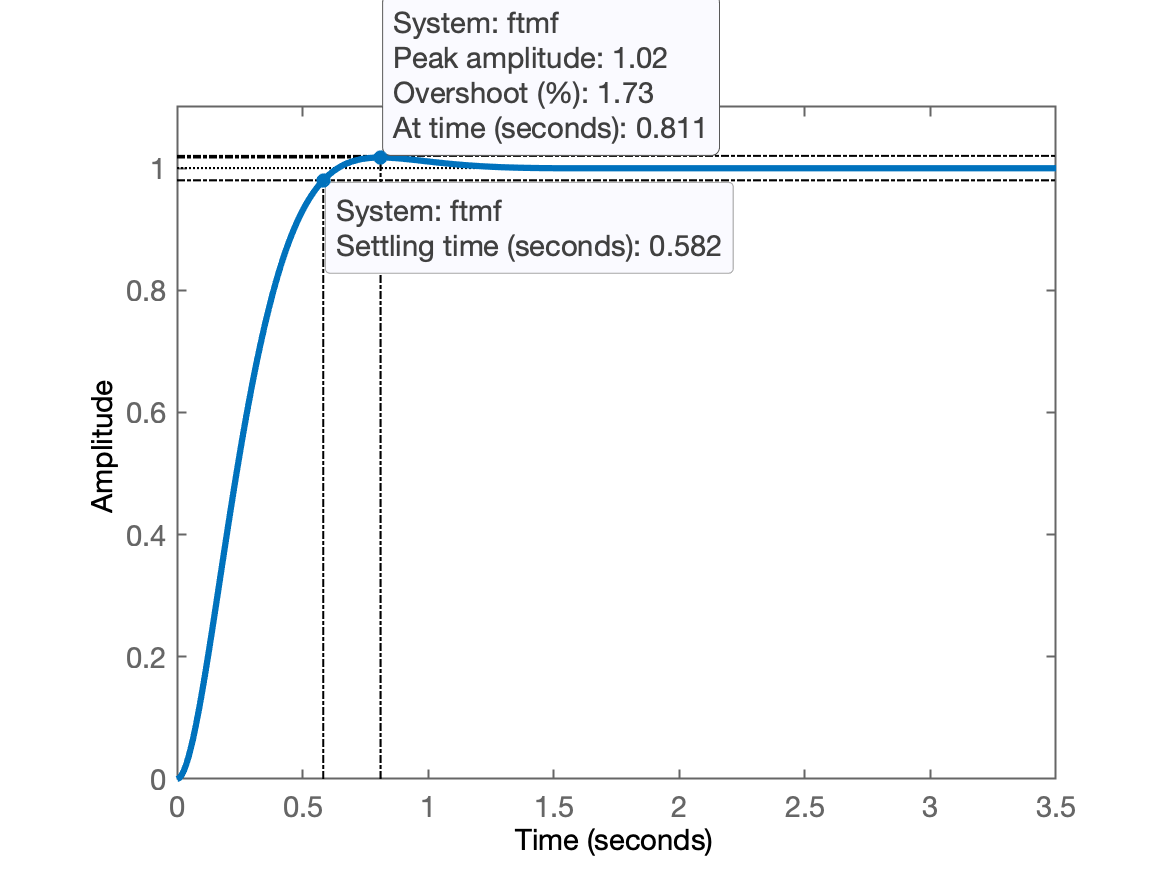 System: ftmf
Peak amplitude: 1.02
Overshoot (%): 1.73
At time (seconds): 0.811
System: ftmf
Settling time (seconds): 0.582
Amplitude
1
0.8
0.6
0.4
0.2
0
0 0.5 1 1.5 2 2.5 3 3.5
Time (seconds)